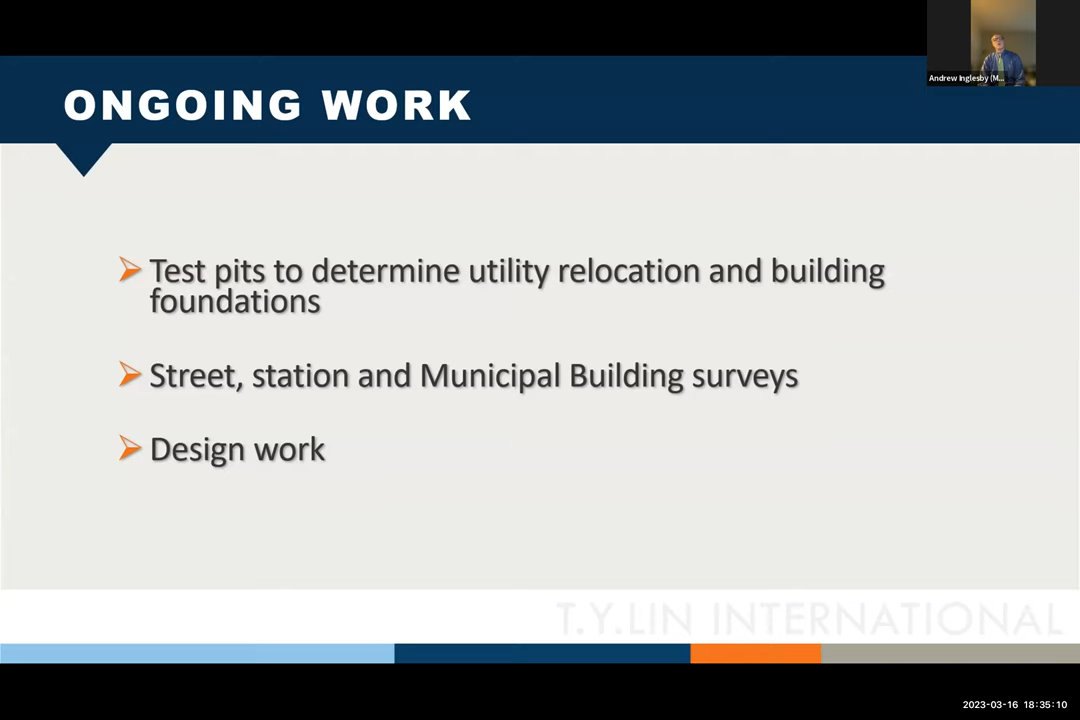 Andrew Inglesby (M...
ONGOING WORK
Test pits to determine utility relocation and building
foundations
Street, station and Municipal Building surveys
Design work
T.Y.LIN INTERNATIONAL
2023-03-16 18:35:10